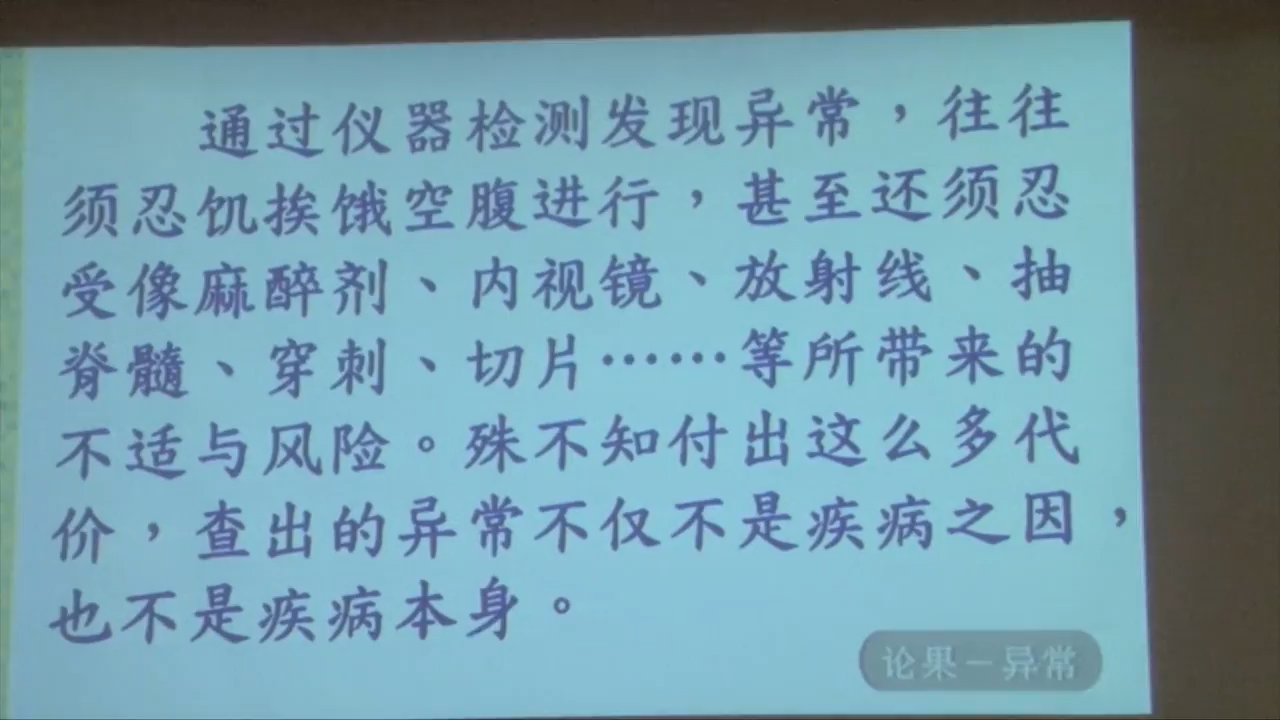 通过仪器检测发现异常，往往
须忍饥挨饿空腹进行，甚至还须忍
受像麻醉剂、内视镜、放射线、抽
脊髓、穿刺、切片……等所带来的
不适与风险。殊不知付出这么多代
价，查出的异常不仅不是疾病之因，
也不是疾病本身。
论果－异常